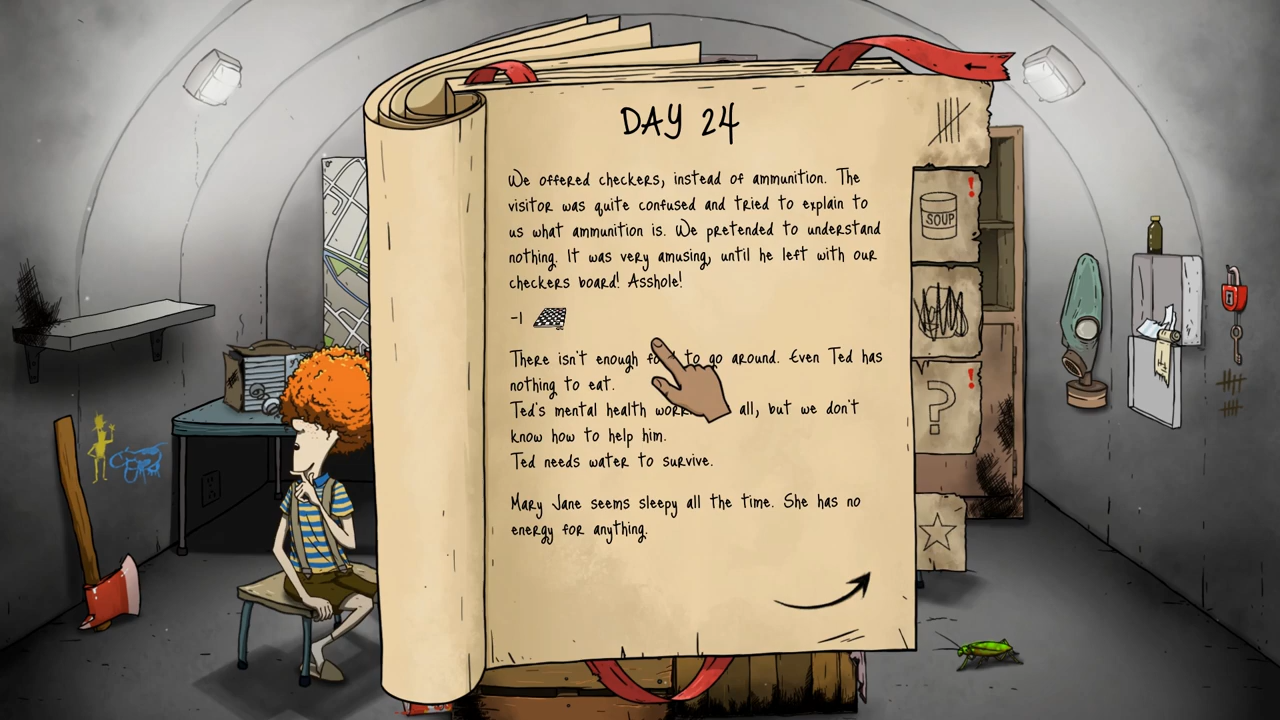 DAY 24
We offered checkers, instead of ammunition. The
visitor was quite confused and tried to explain to
us what ammunition is. We pretended to understand
nothing. It was very amusing, until he left with our
checkers board! Asshole!
-1
There isn't enough to go around. Even Ted has
nothing to eat.
Ted's mental health all, but we don't
know how to help him.
Ted needs water to survive.
Mary Jane seems sleepy all the time. She has no
energy for anything.
SOUP
!
!
?